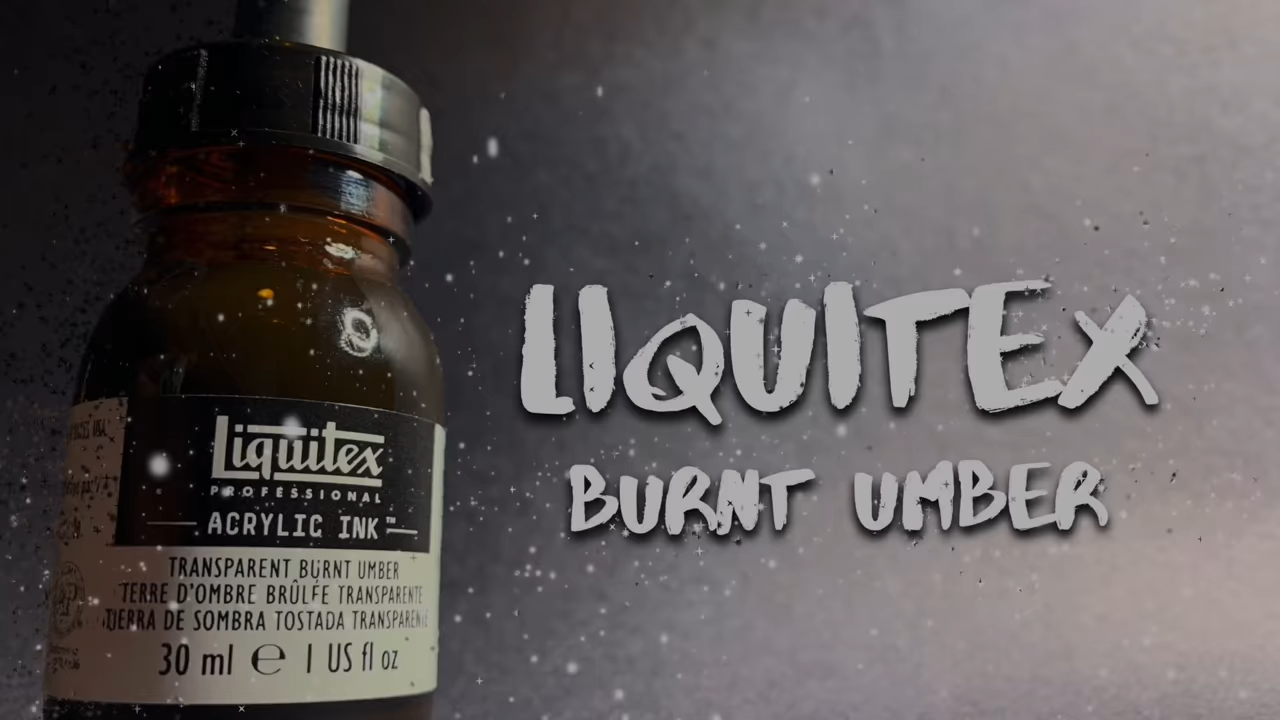 Liquitex
PROFESSIONAL
ACRYLIC INK™
TRANSPARENT BURNT UMBER
TERRE D'OMBRE BRÛLÉE TRANSPARENTE
TIERRA DE SOMBRA TOSTADA TRANSPARENTE
30 ml ℮ 1 US fl oz
LIQUITEX
BURNT UMBER